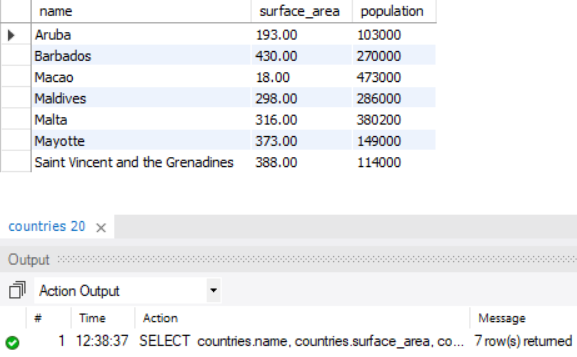 name surface_area population
Aruba 193.00 103000
Barbados 430.00 270000
Macao 18.00 473000
Maldives 298.00 286000
Malta 316.00 380200
Mayotte 373.00 149000
Saint Vincent and the Grenadines 388.00 114000
countries 20 ×
Output
Action Output
# Time Action Message
1 12:38:37 SELECT countries.name, countries.surface_area, co... 7 row(s) returned